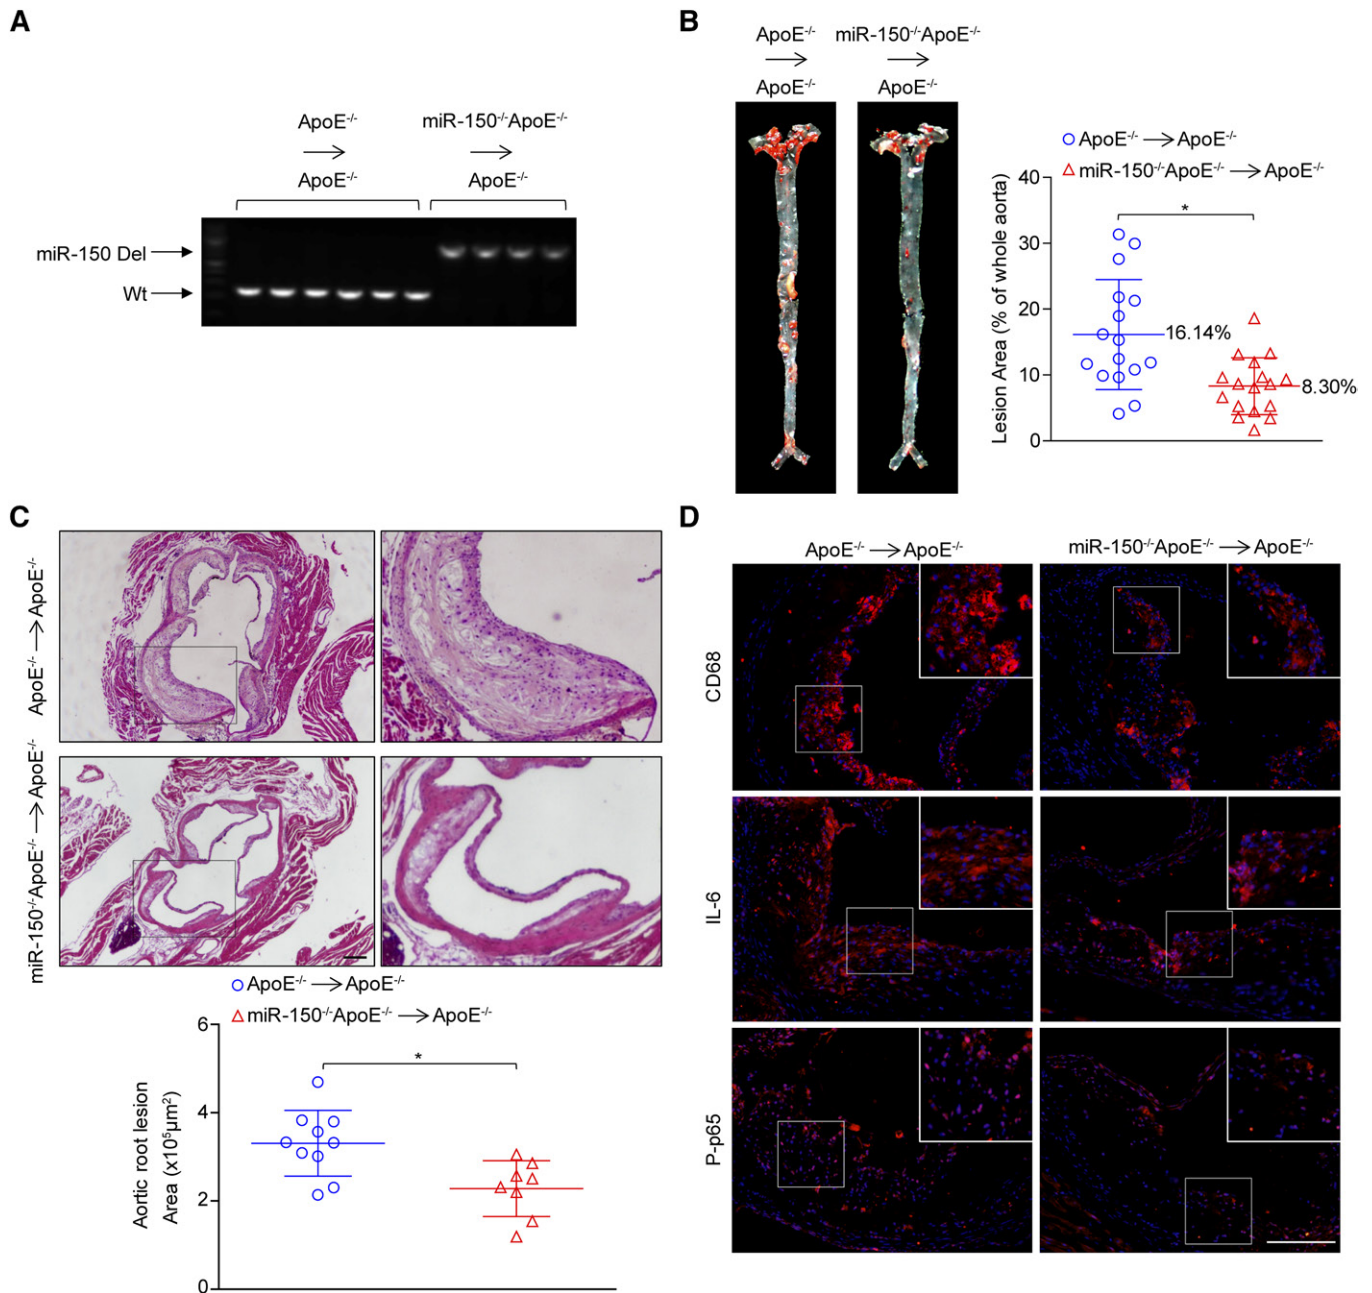 A
ApoE-/-
miR-150-/-ApoE-/-
→
→
ApoE-/-
ApoE-/-
miR-150 Del →
Wt →
B
ApoE-/-
miR-150-/-ApoE-/-
→
→
ApoE-/-
ApoE-/-
ApoE-/- → ApoE-/-
miR-150-/-ApoE-/- → ApoE-/-
Lesion Area (% of whole aorta)
40
30
20
10
0
*
16.14%
8.30%
C
ApoE-/- → ApoE-/-
miR-150-/-ApoE-/- → ApoE-/-
ApoE-/- → ApoE-/-
miR-150-/-ApoE-/- → ApoE-/-
Aortic root lesion
Area (x10⁵µm²)
6
4
2
0
*
D
ApoE-/- → ApoE-/-
miR-150-/-ApoE-/- → ApoE-/-
CD68
IL-6
P-p65